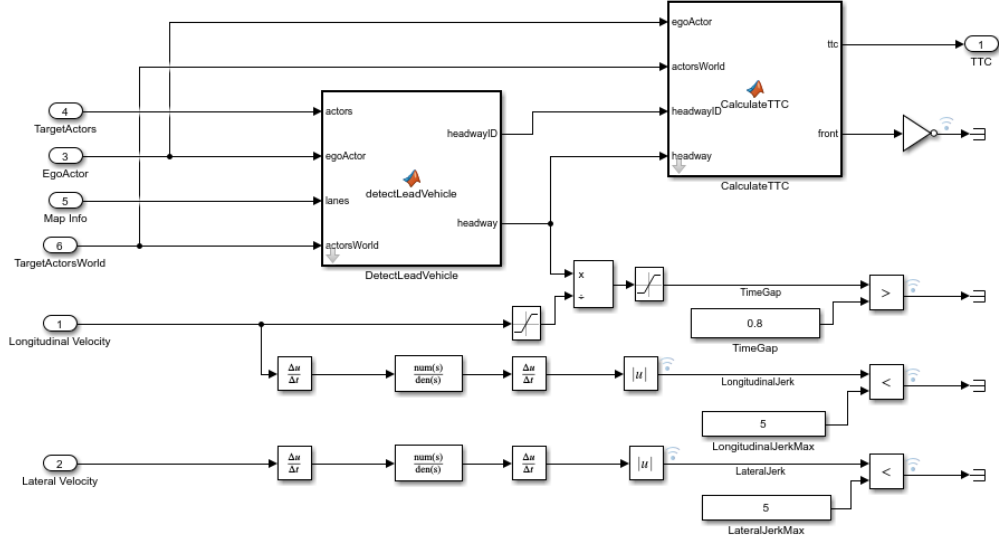 egoActor
actorsWorld
headwayID
headway
CalculateTTC
ttc
front
CalculateTTC
1
TTC
4
TargetActors
3
EgoActor
5
Map Info
6
TargetActorsWorld
actors
egoActor
lanes
actorsWorld
detectLeadVehicle
headwayID
headway
DetectLeadVehicle
x
÷
TimeGap
>
0.8
TimeGap
1
Longitudinal Velocity
Δu
Δt
num(s)
den(s)
Δu
Δt
|u|
LongitudinalJerk
<
5
LongitudinalJerkMax
2
Lateral Velocity
Δu
Δt
num(s)
den(s)
Δu
Δt
|u|
LateralJerk
<
5
LateralJerkMax